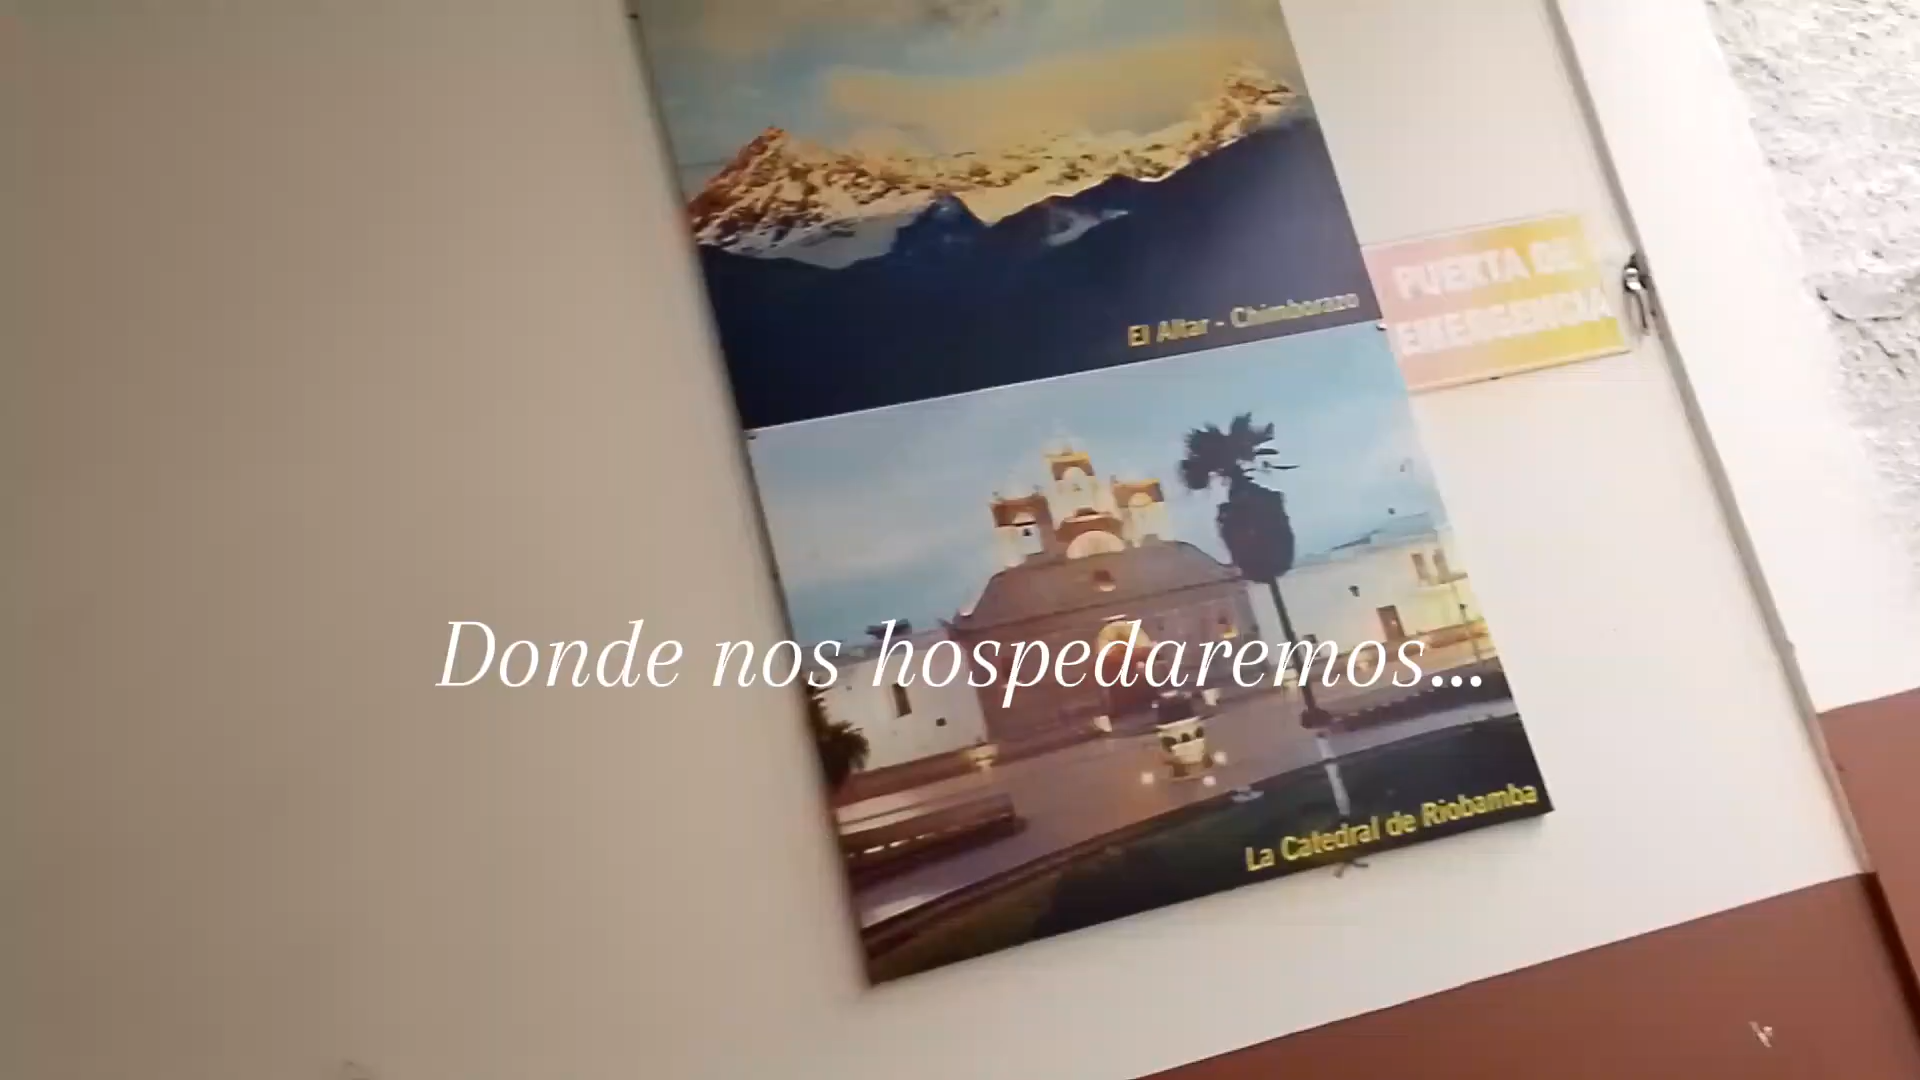 El Altar - Chimborazo
PUERTA DE
EMERGENCIA
Donde nos hospedaremos...
La Catedral de Riobamba